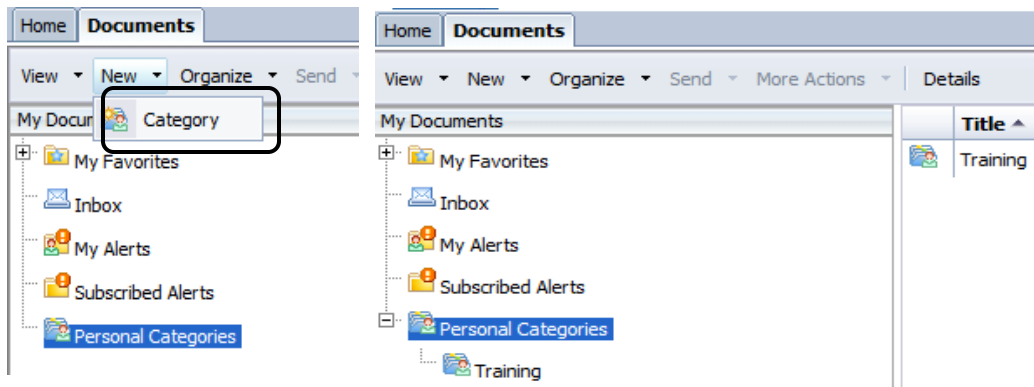 Home Documents
View New Organize Send
Category
My Docum
My Favorites
Inbox
My Alerts
Subscribed Alerts
Personal Categories
Home Documents
View New Organize Send More Actions Details
My Documents
My Favorites
Inbox
My Alerts
Subscribed Alerts
Personal Categories
Training
Title
Training